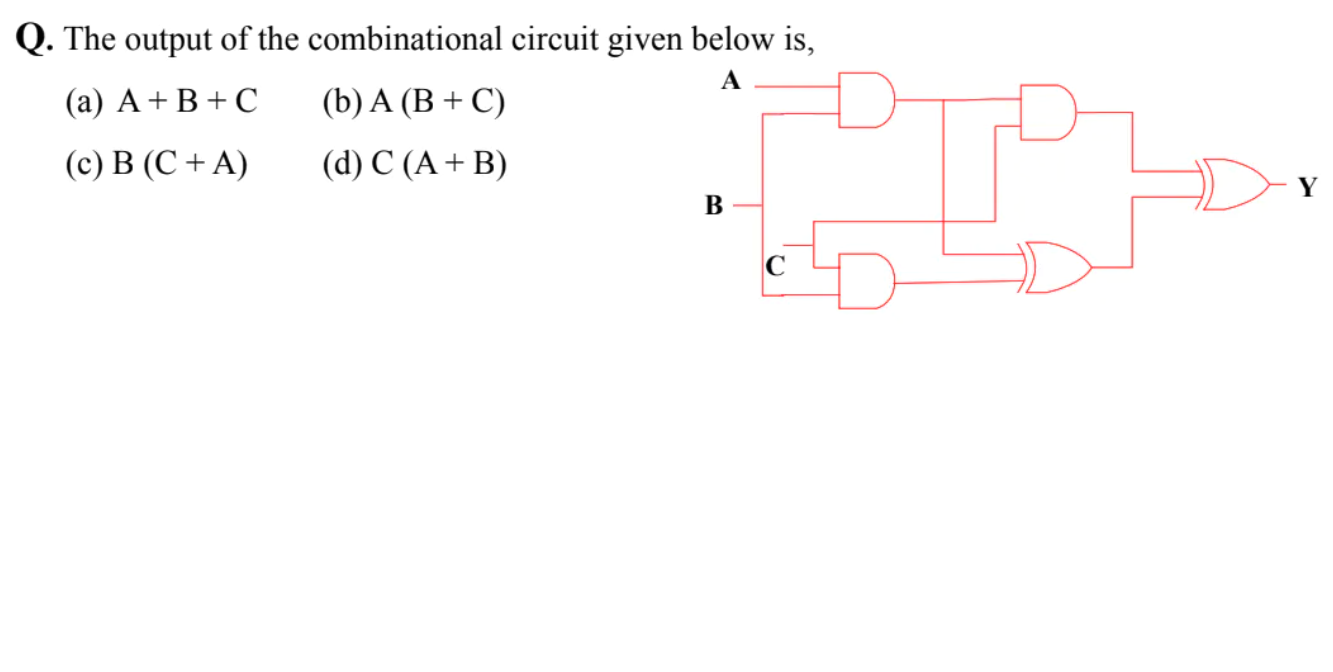 Q. The output of the combinational circuit given below is,
(a) A + B + C (b) A (B + C)
(c) B (C + A) (d) C (A + B)
A
B
C
Y